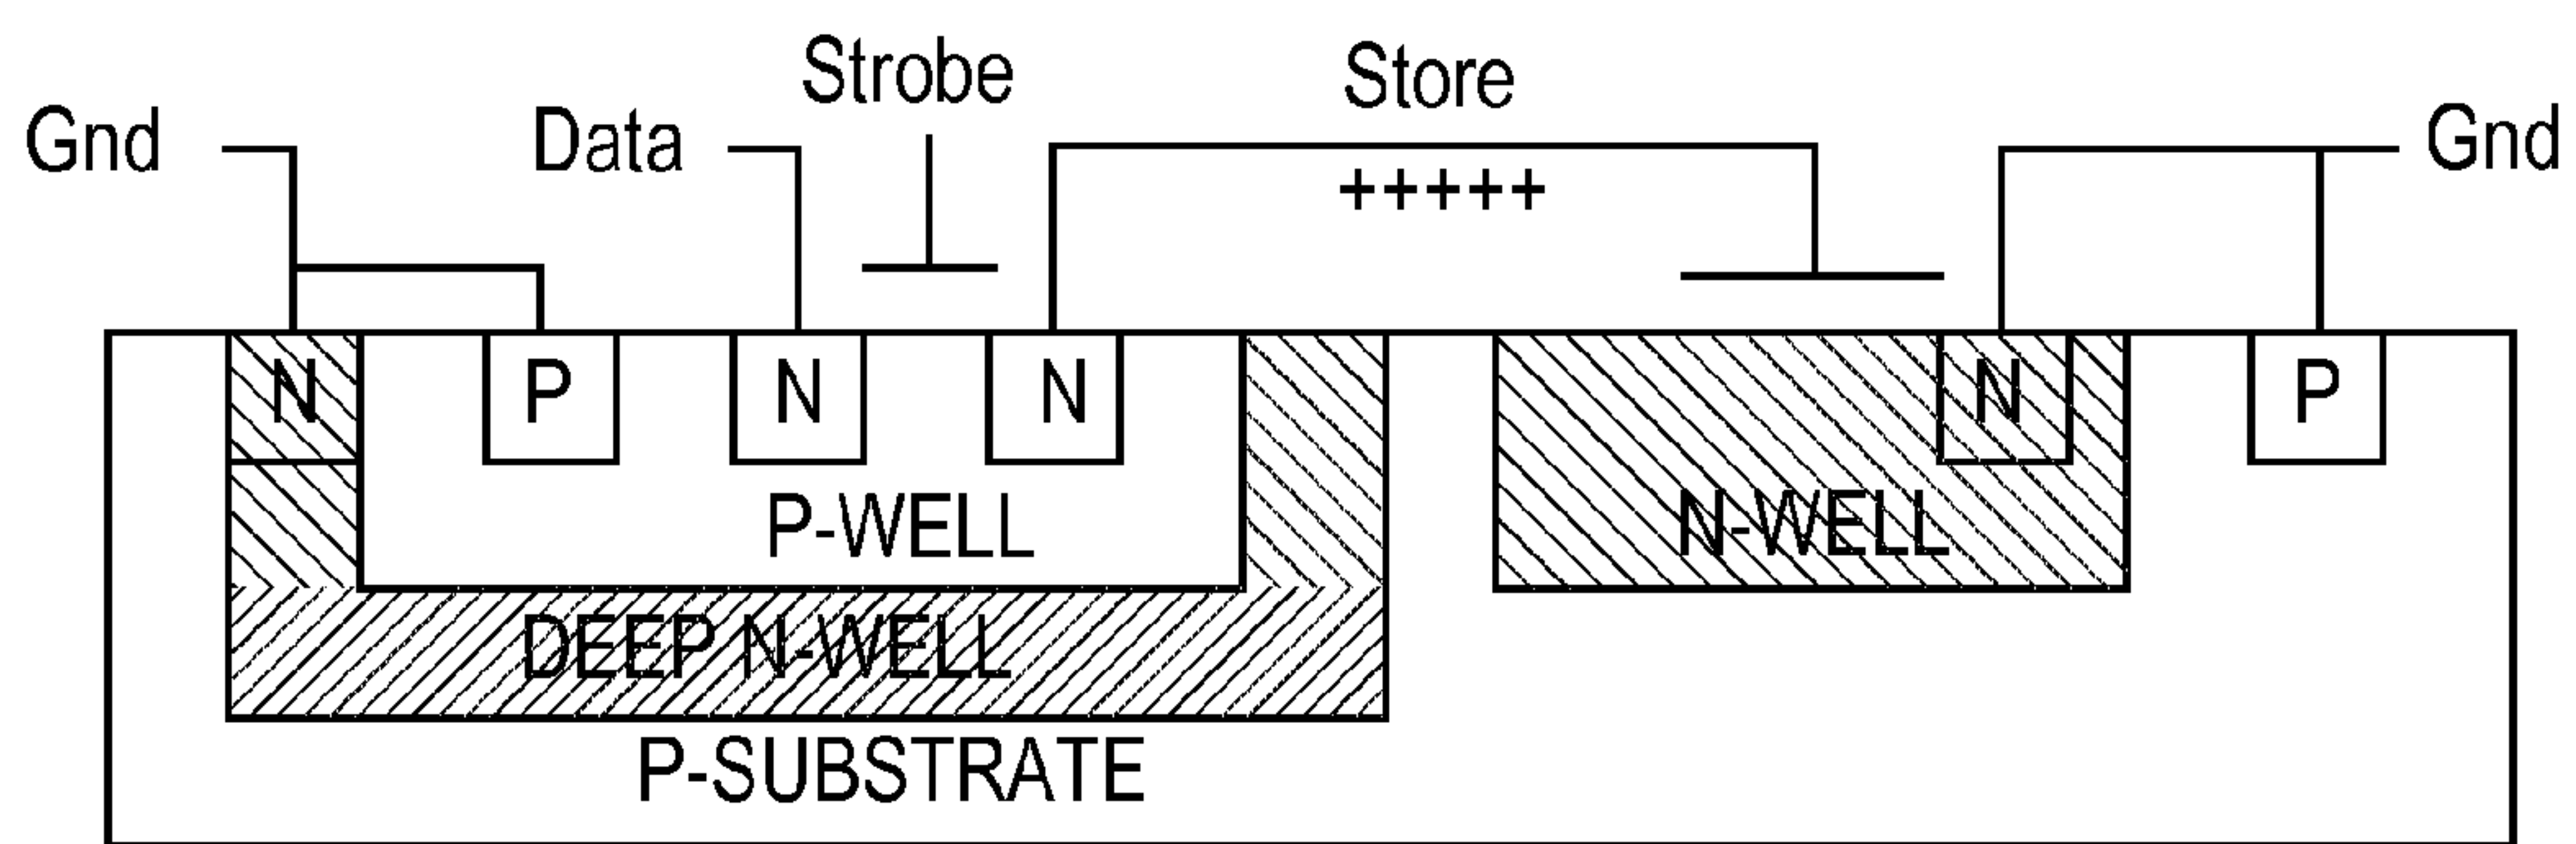 Strobe
Store
Gnd
Data
Gnd
+++++
N
P
N
N
N
P
P-WELL
N-WELL
DEEP N-WELL
P-SUBSTRATE